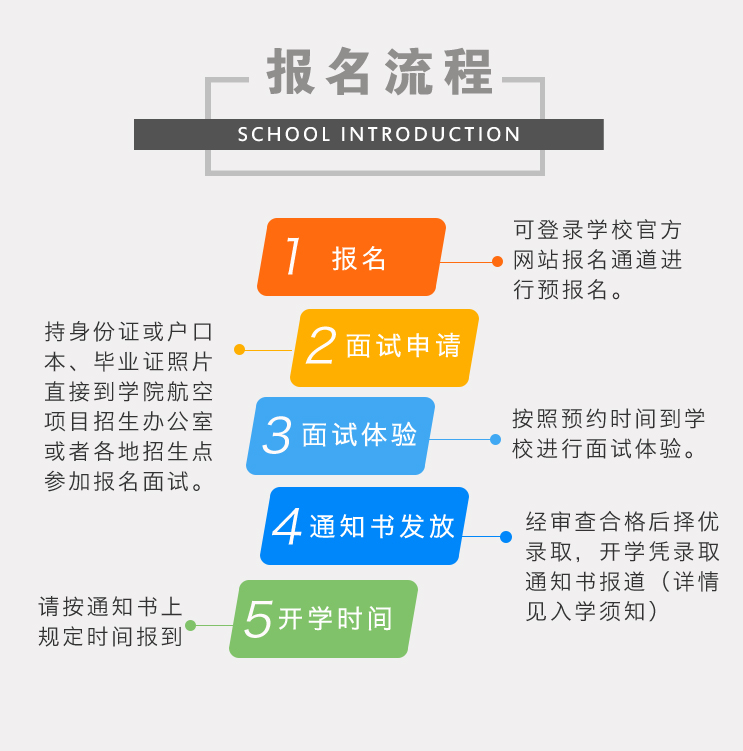 报名流程
SCHOOL INTRODUCTION
1 报名
可登录学校官方
网站报名通道进
行预报名。
2 面试申请
持身份证或户口
本、毕业证照片
直接到学院航空
项目招生办公室
或者各地招生点
参加报名面试。
3 面试体验
按照预约时间到学
校进行面试体验。
4 通知书发放
经审查合格后择优
录取，开学凭录取
通知书报道（详情
见入学须知）
5 开学时间
请按通知书上
规定时间报到